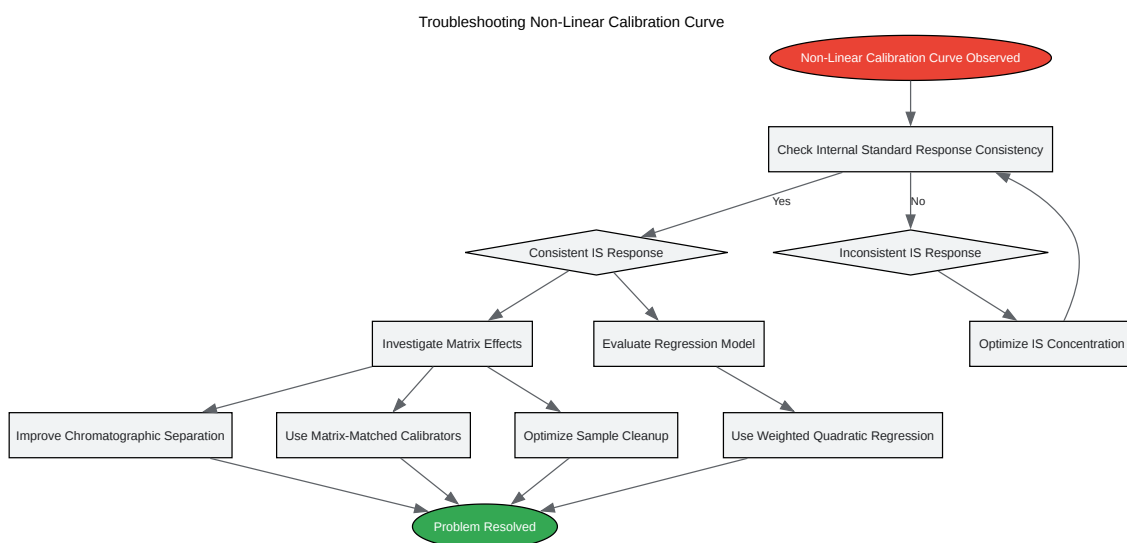 Troubleshooting Non-Linear Calibration Curve
Non-Linear Calibration Curve Observed
Check Internal Standard Response Consistency
Yes
No
Consistent IS Response
Inconsistent IS Response
Investigate Matrix Effects
Evaluate Regression Model
Optimize IS Concentration
Improve Chromatographic Separation
Use Matrix-Matched Calibrators
Optimize Sample Cleanup
Use Weighted Quadratic Regression
Problem Resolved